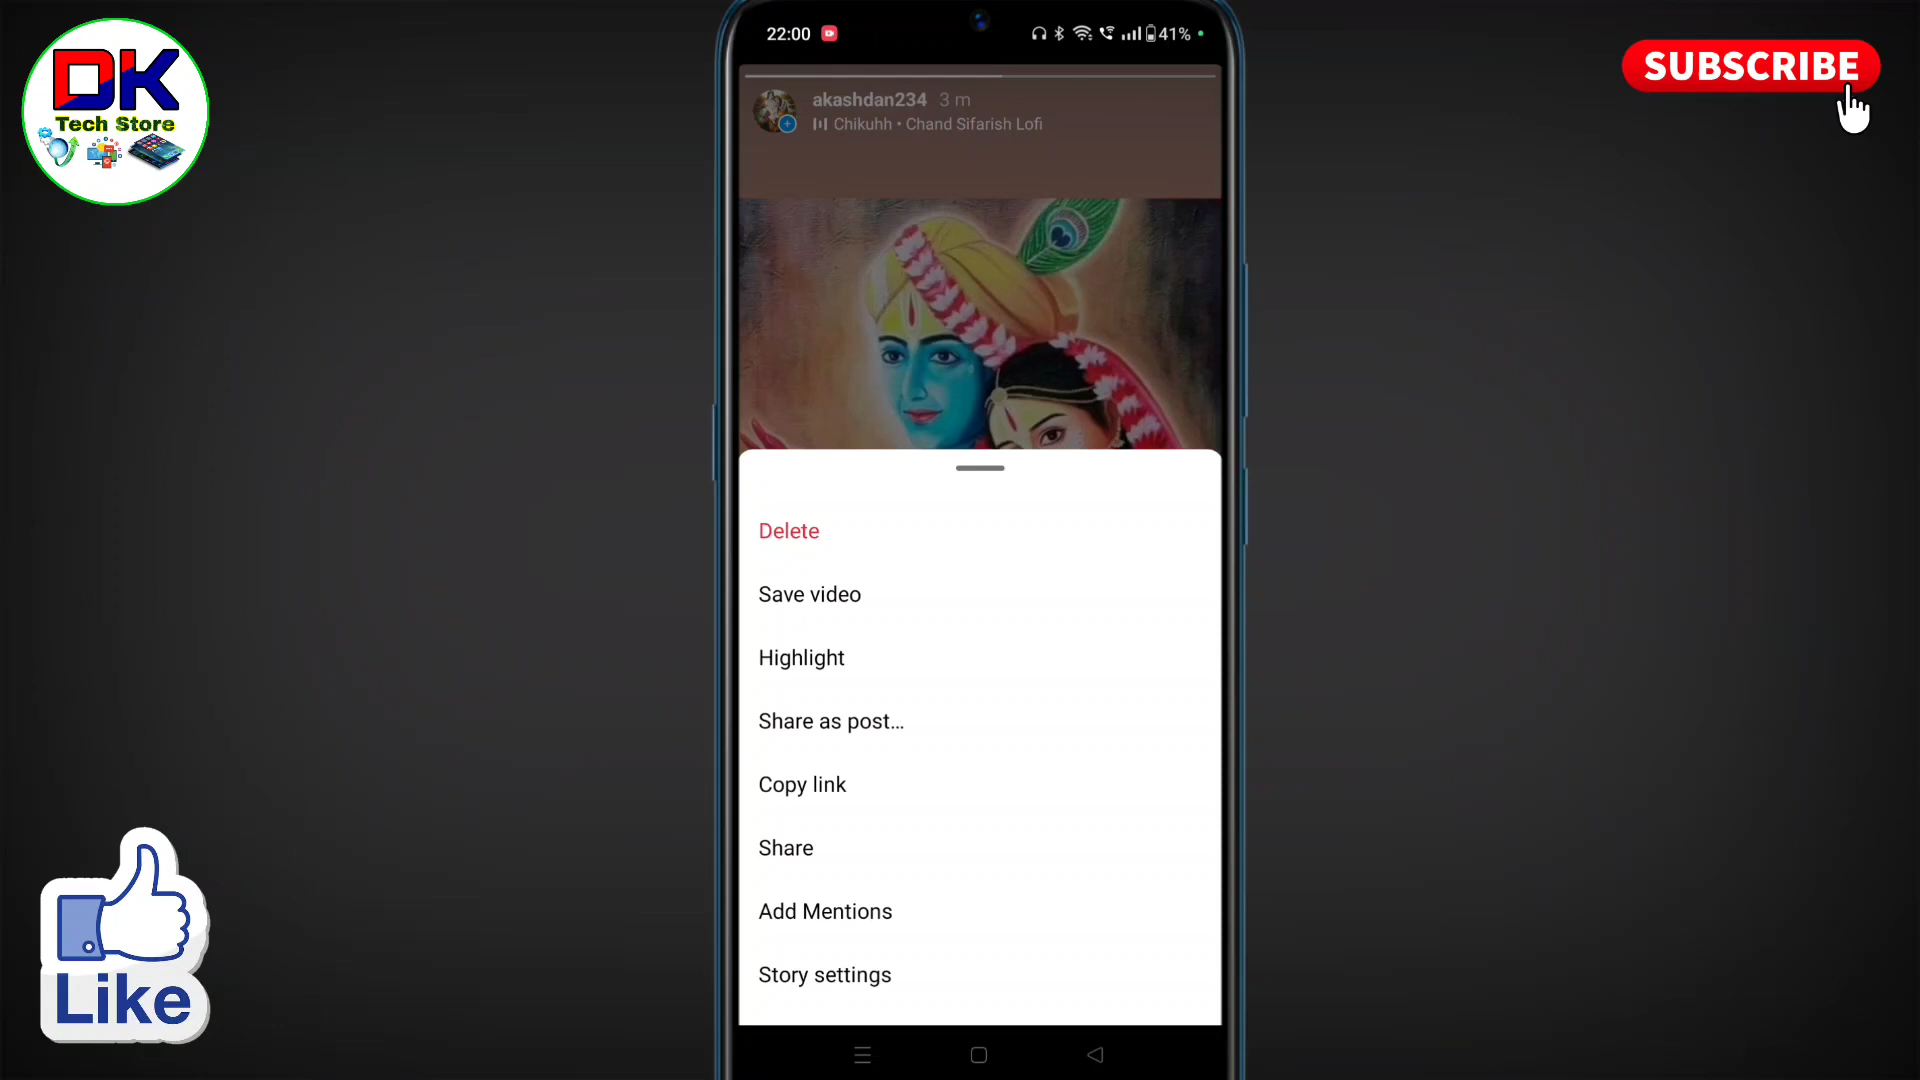 DK
Tech Store
22:00
41%
SUBSCRIBE
akashdan234 3 m
Chikuhh • Chand Sifarish Lofi
Delete
Save video
Highlight
Share as post...
Copy link
Share
Add Mentions
Story settings
Like